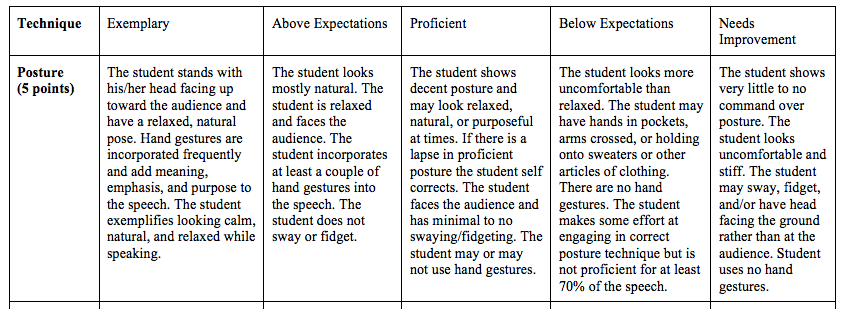 Technique
Exemplary
Above Expectations
Proficient
Below Expectations
Needs
Improvement
Posture
(5 points)
The student stands with
his/her head facing up
toward the audience and
have a relaxed, natural
pose. Hand gestures are
incorporated frequently
and add meaning,
emphasis, and purpose to
the speech. The student
exemplifies looking calm,
natural, and relaxed while
speaking.
The student looks
mostly natural. The
student is relaxed
and faces the
audience. The
student incorporates
at least a couple of
hand gestures into
the speech. The
student does not
sway or fidget.
The student shows
decent posture and
may look relaxed,
natural, or purposeful
at times. If there is a
lapse in proficient
posture the student self
corrects. The student
faces the audience and
has minimal to no
swaying/fidgeting. The
student may or may
not use hand gestures.
The student looks more
uncomfortable than
relaxed. The student may
have hands in pockets,
arms crossed, or holding
onto sweaters or other
articles of clothing.
There are no hand
gestures. The student
makes some effort at
engaging in correct
posture technique but is
not proficient for at least
70% of the speech.
The student shows
very little to no
command over
posture. The
student looks
uncomfortable and
stiff. The student
may sway, fidget,
and/or have head
facing the ground
rather than at the
audience. Student
uses no hand
gestures.